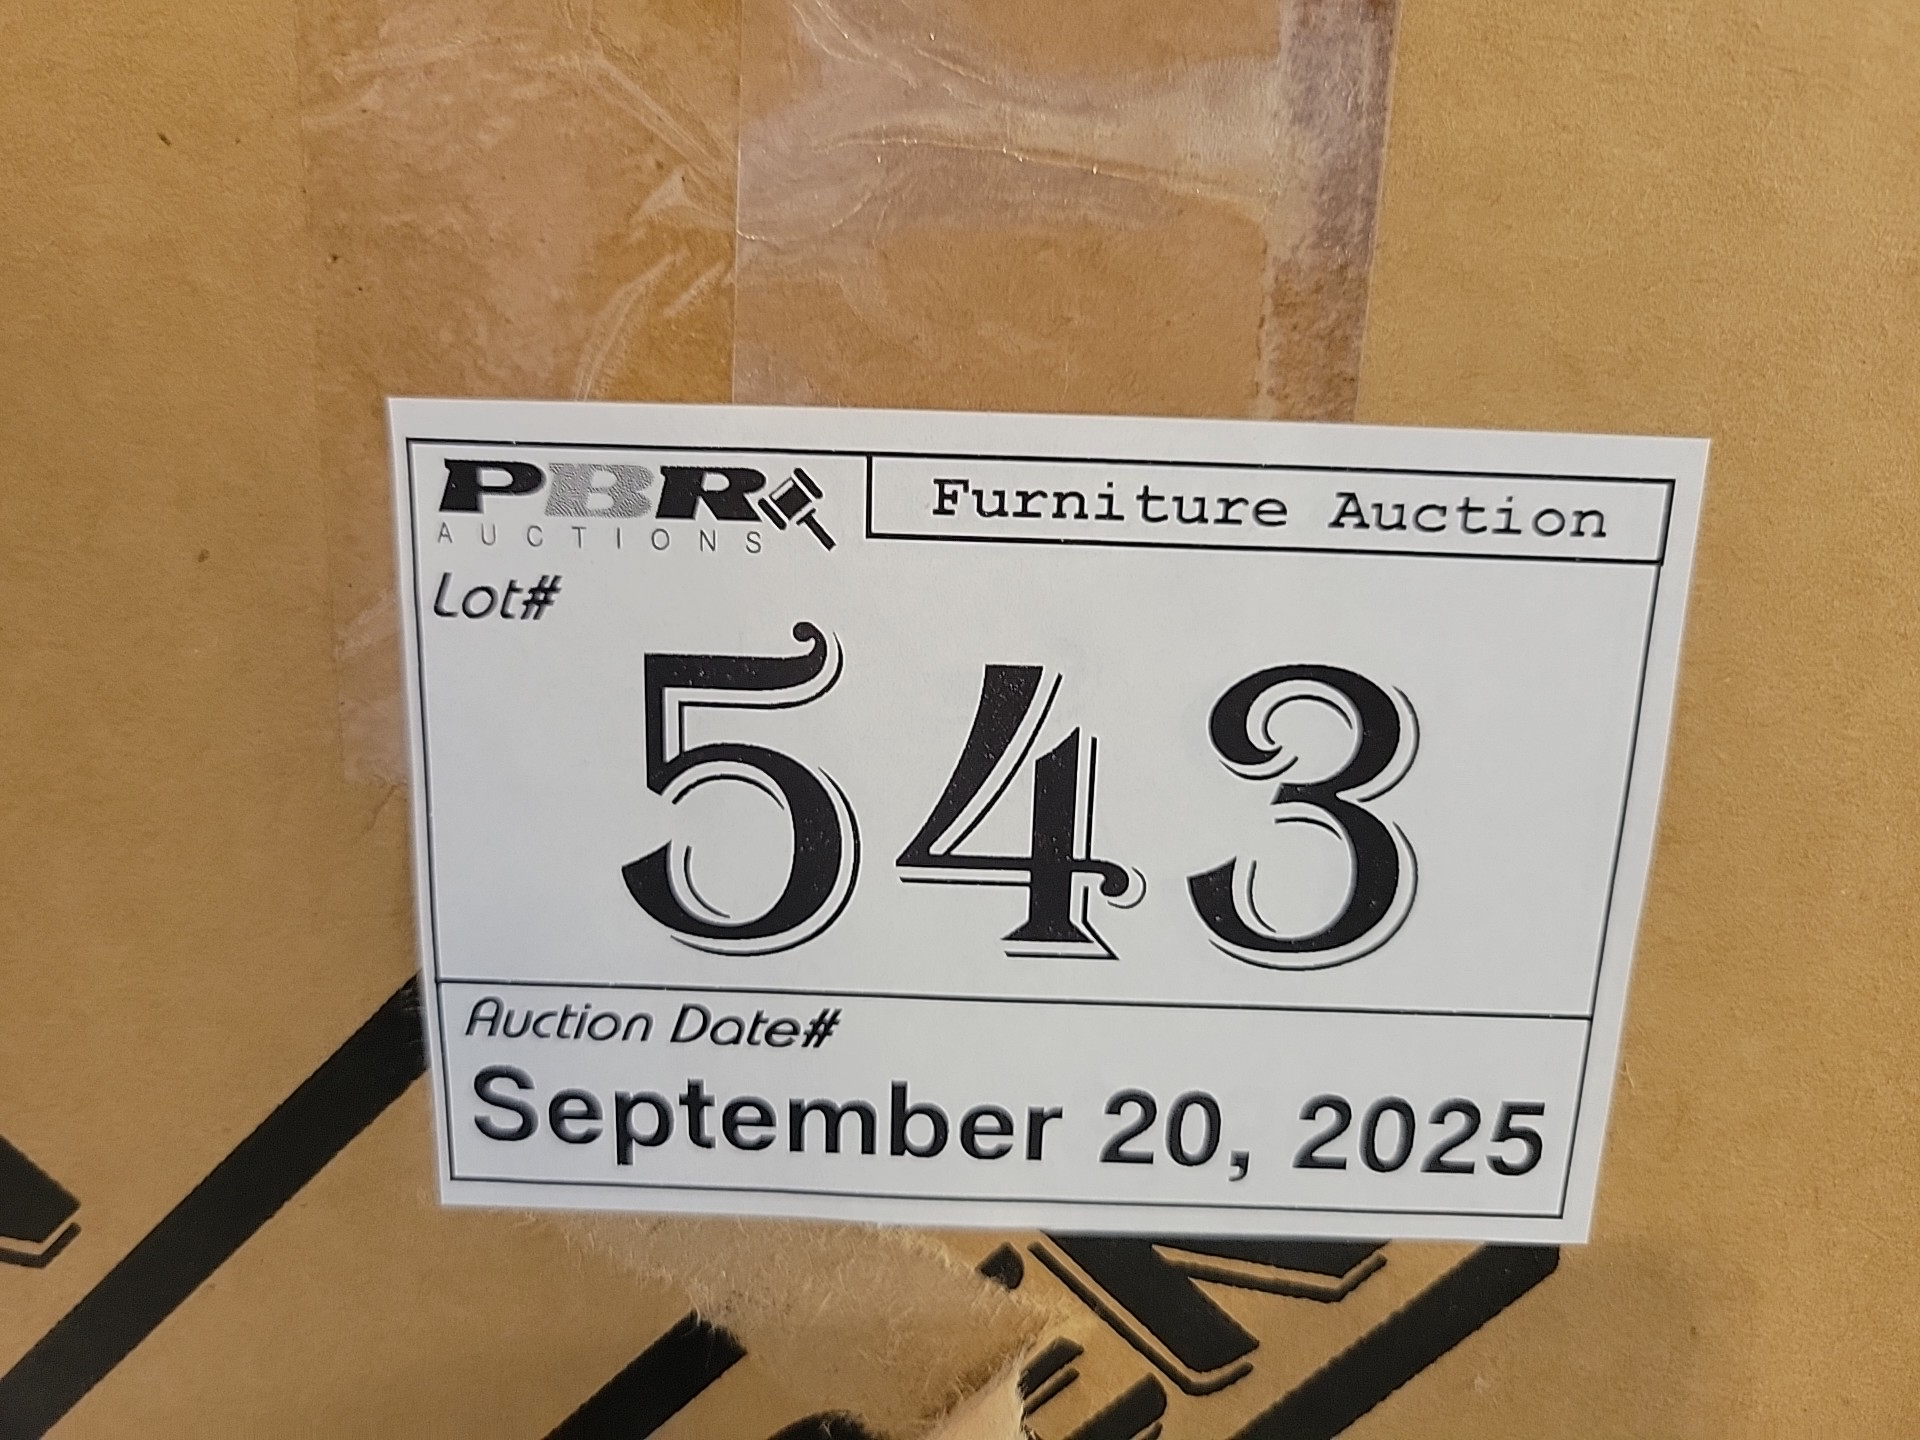 PBR
AUCTIONS
Furniture Auction
Lot#
543
Auction Date#
September 20, 2025